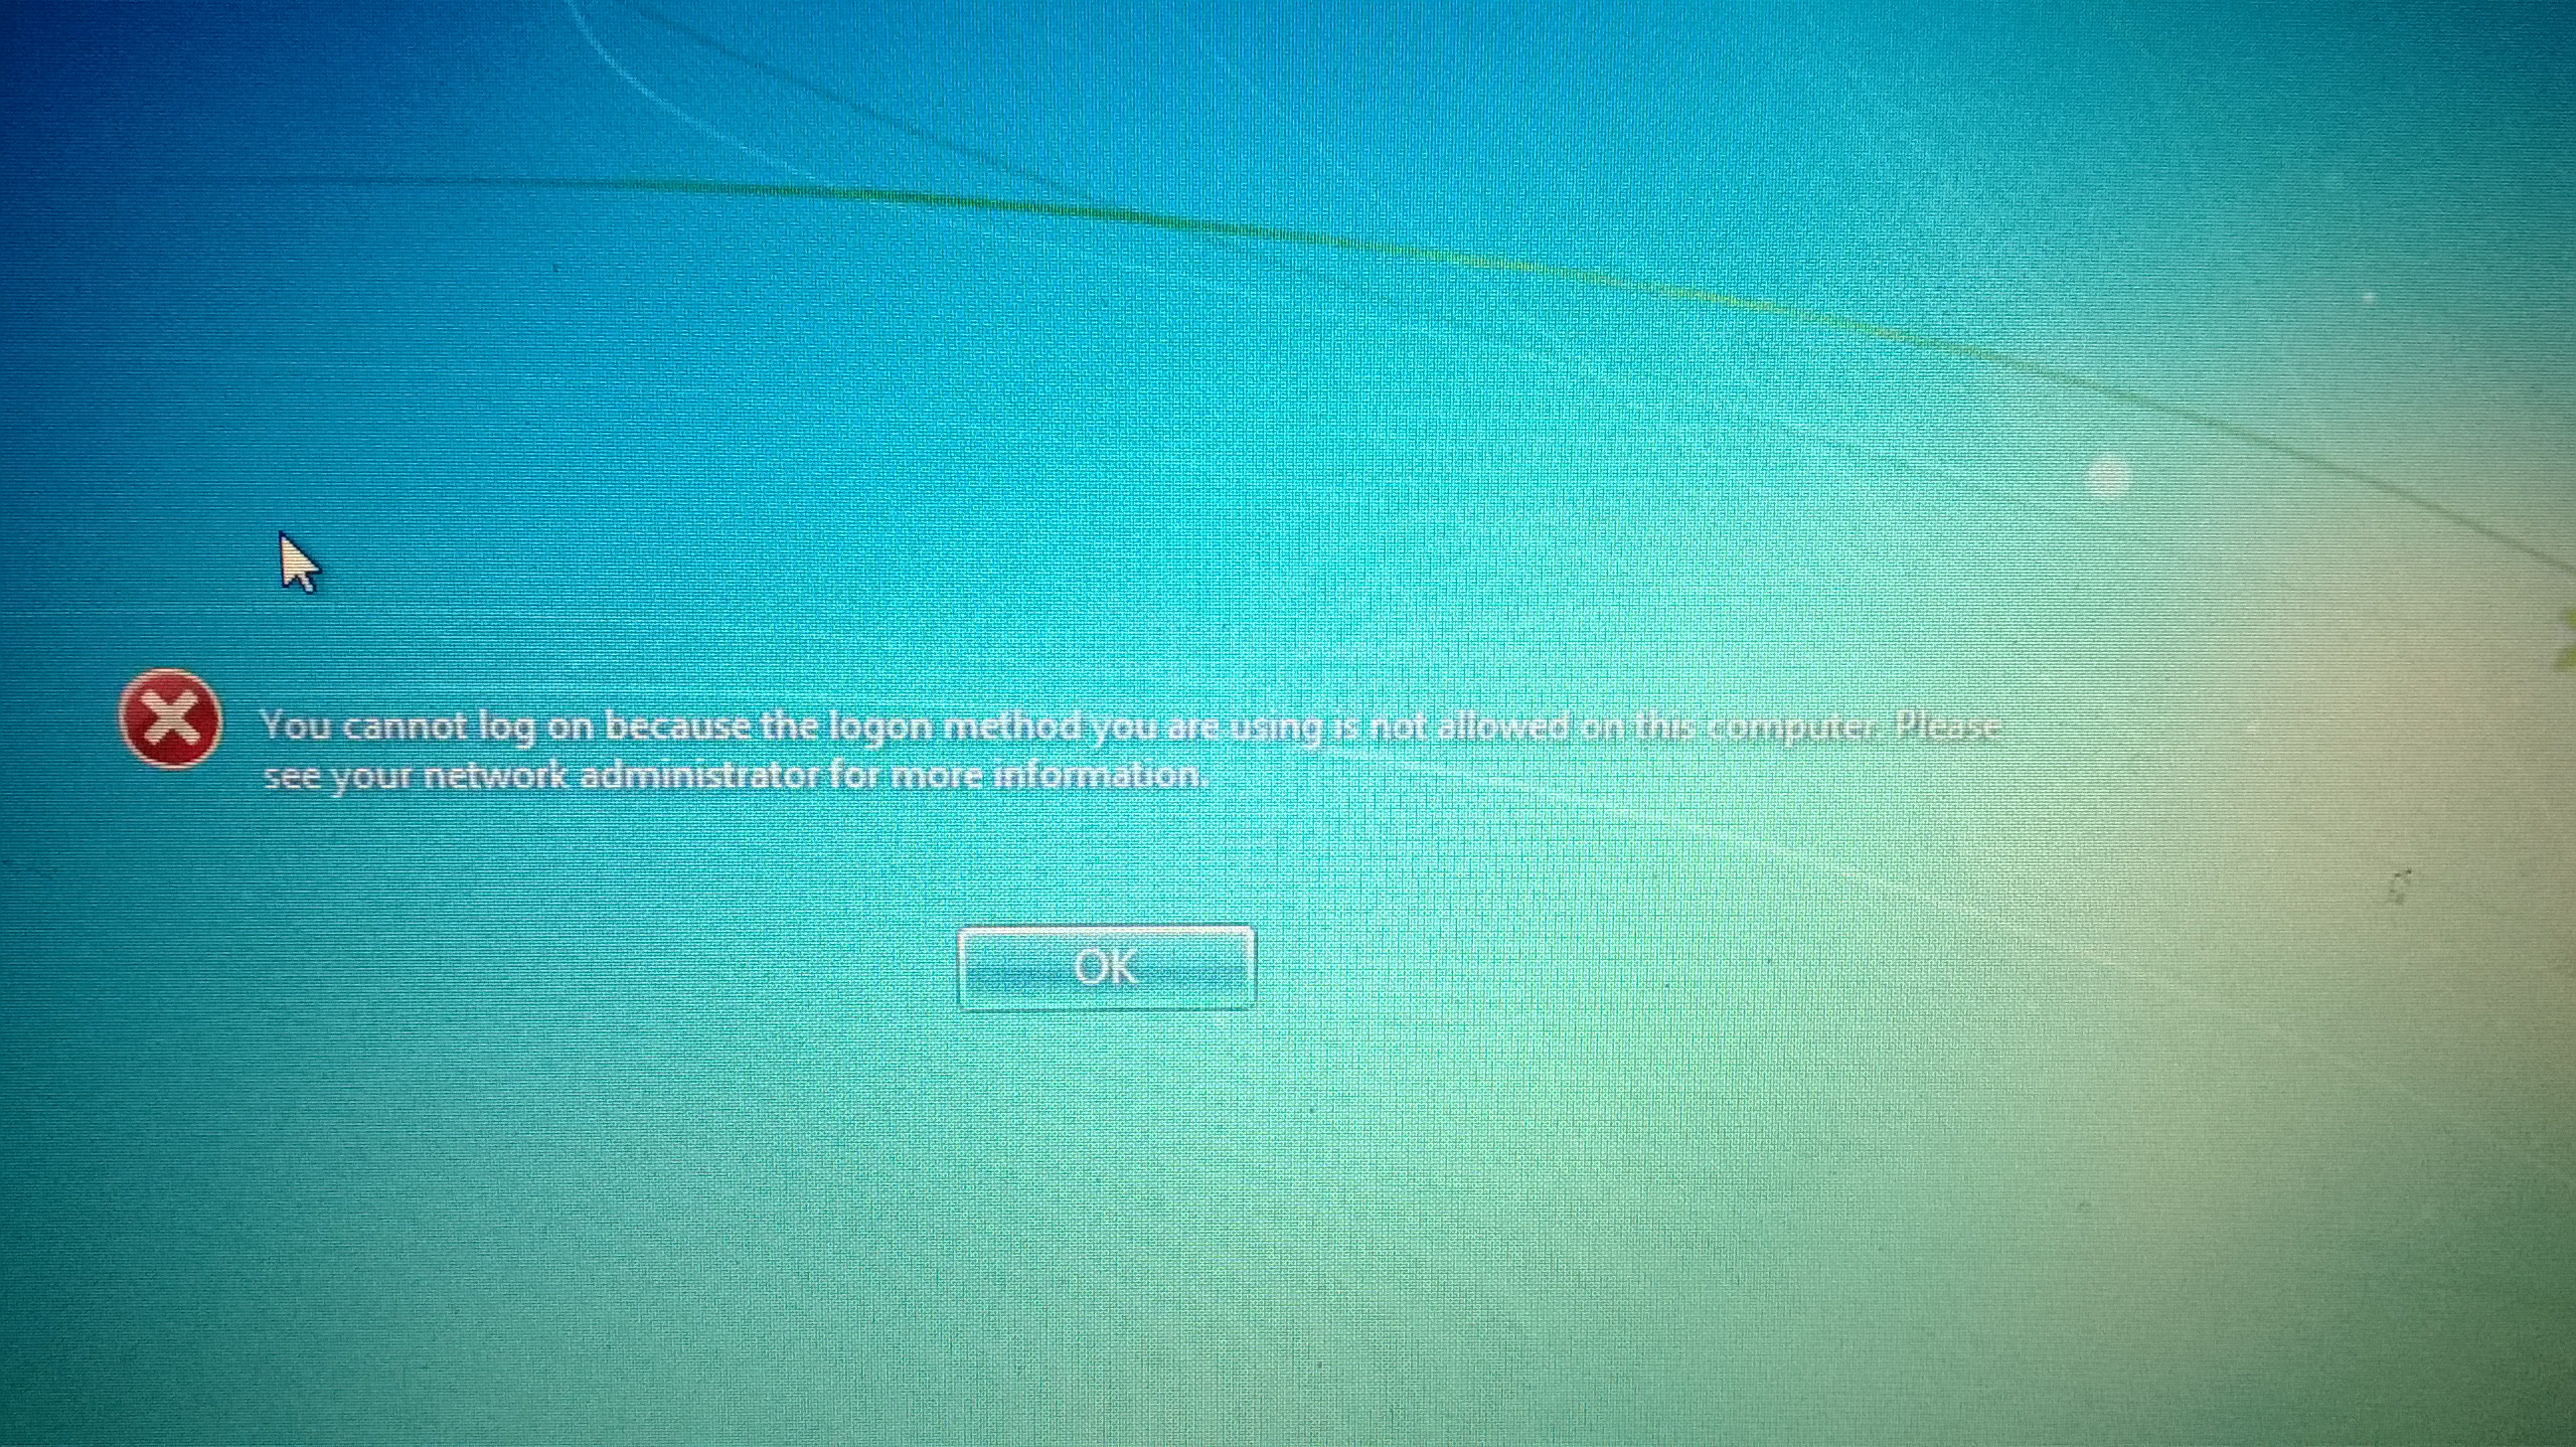 You cannot log on because the logon method you are using is not allowed on this computer. Please
see your network administrator for more information.
OK